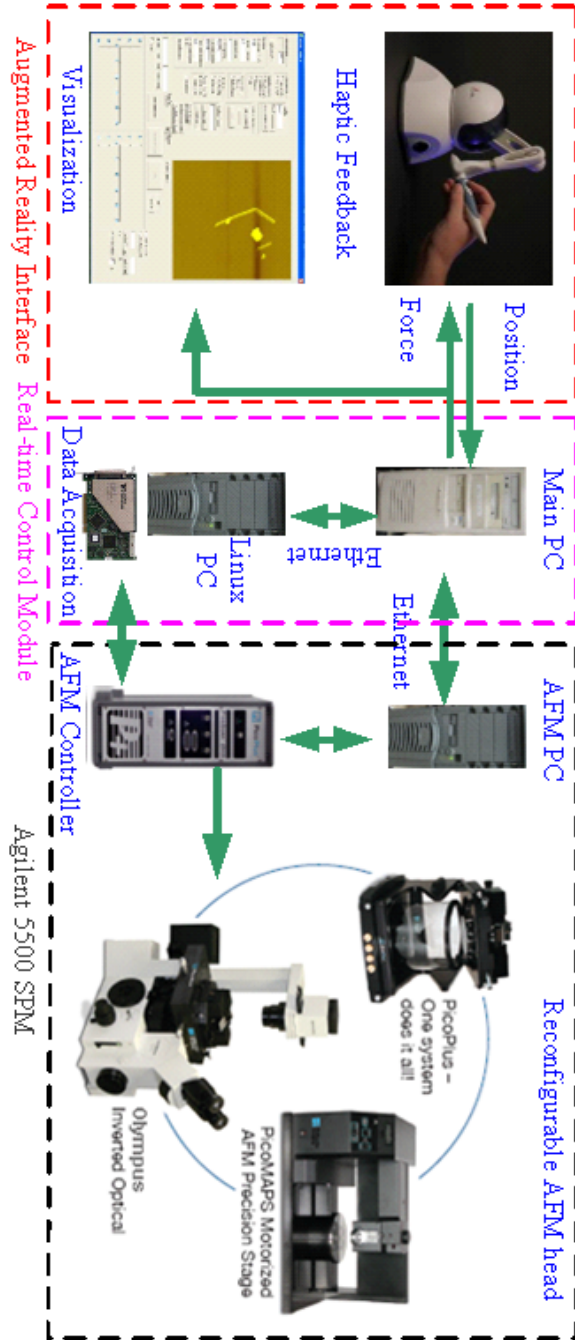 Haptic Feedback
Visualization
Augmented Reality Interface
Position
Force
Main PC
Ethernet
Linux
PC
Data Acquisition
Real-time Control Module
Ethernet
AFM PC
AFM Controller
Agilent 5500 SPM
Reconfigurable AFM head
PicoPlus –
One system
does it all!
PicoMAPS Motorized
AFM Precision Stage
Olympus
Inverted Optical